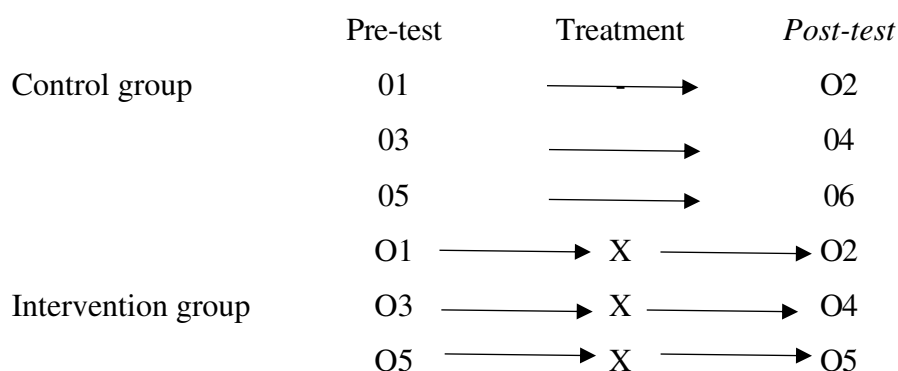 Pre-test Treatment Post-test
Control group 01 - O2
03 04
05 06
O1 X O2
Intervention group O3 X O4
O5 X O5